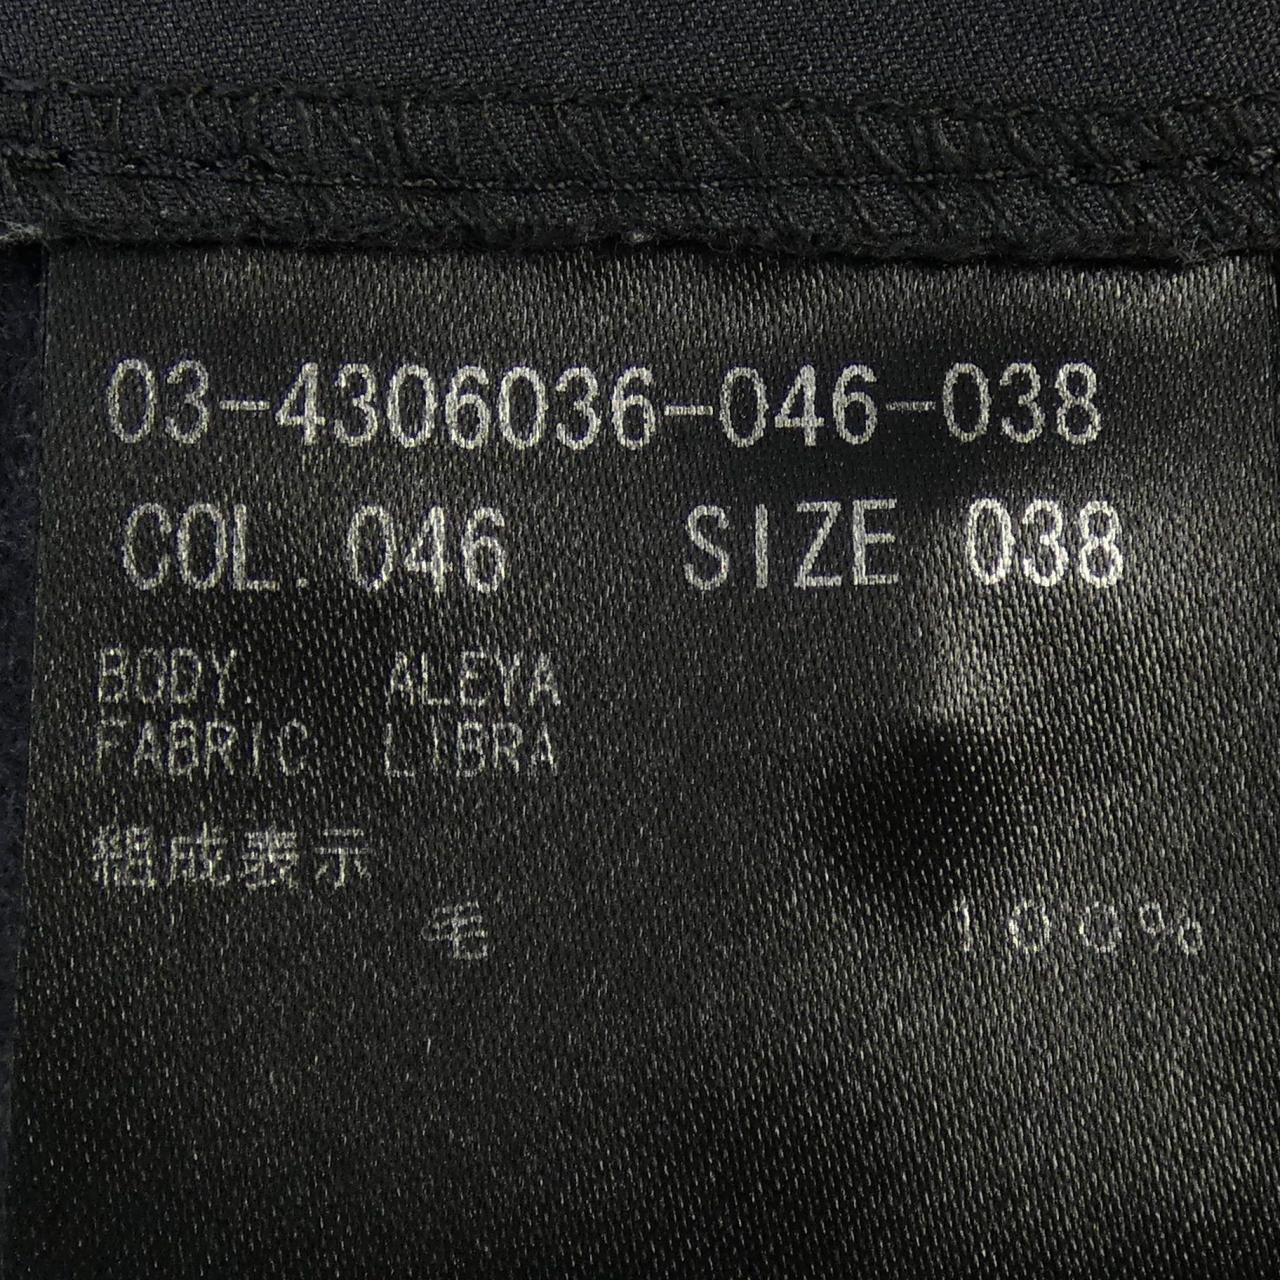 03-4306036-046-038
COL. 046 SIZE 038
BODY. ALEYA
FABRIC. LIBRA
組成表示
毛 100%